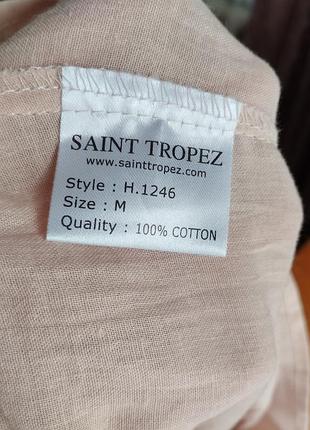 SAINT TROPEZ
www.sainttropez.com
Style : H.1246
Size : M
Quality : 100% COTTON